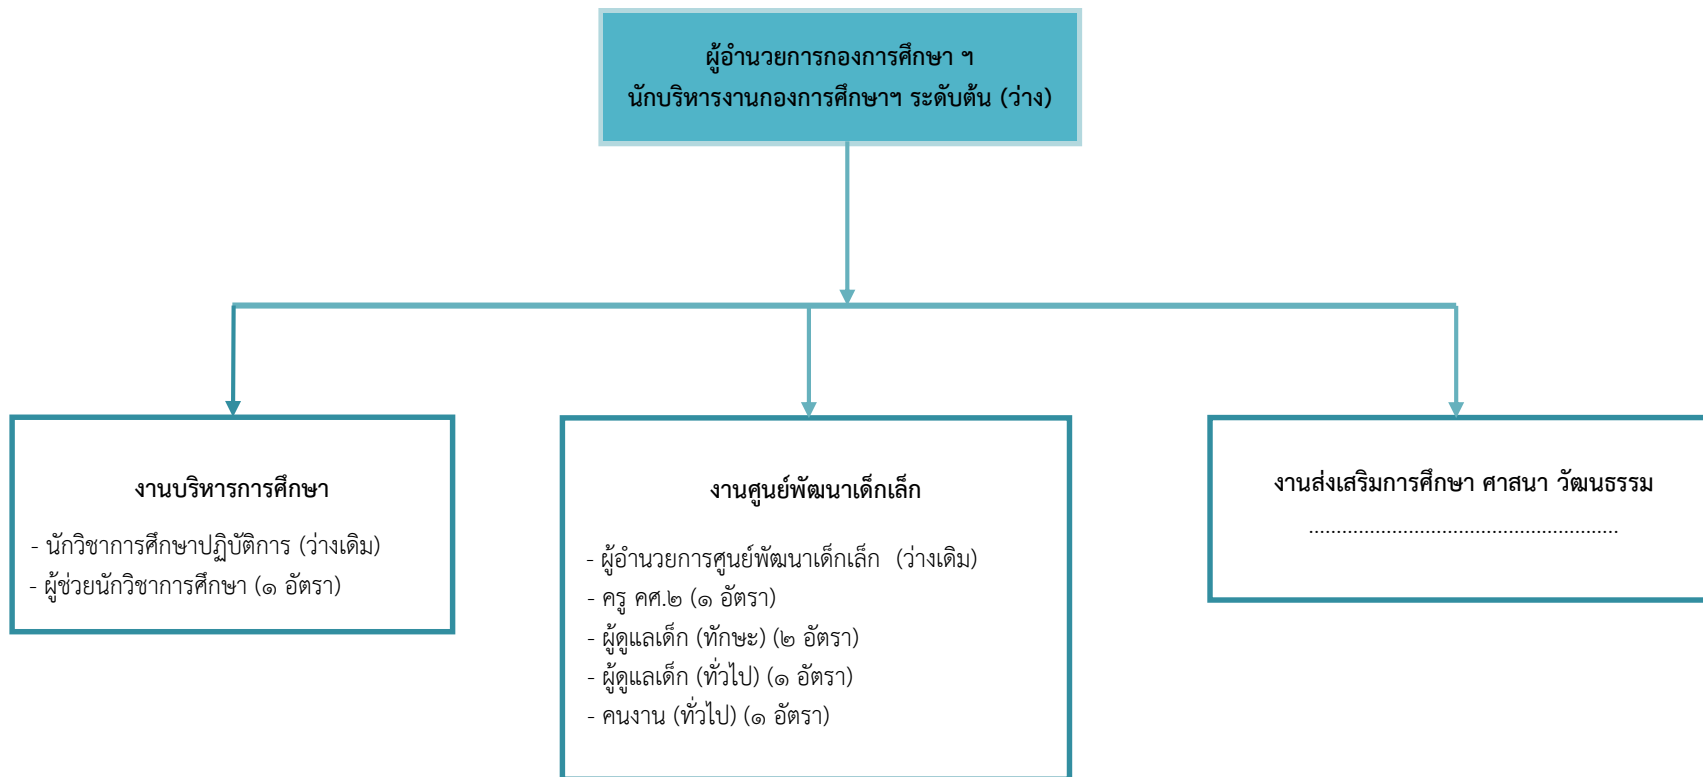 ผู้อำนวยการกองการศึกษา ฯ
นักบริหารงานกองการศึกษาฯ ระดับต้น (ว่าง)
งานบริหารการศึกษา
- นักวิชาการศึกษาปฏิบัติการ (ว่างเดิม)
- ผู้ช่วยนักวิชาการศึกษา (๑ อัตรา)
งานศูนย์พัฒนาเด็กเล็ก
- ผู้อำนวยการศูนย์พัฒนาเด็กเล็ก (ว่างเดิม)
- ครู คศ.๒ (๑ อัตรา)
- ผู้ดูแลเด็ก (ทักษะ) (๒ อัตรา)
- ผู้ดูแลเด็ก (ทั่วไป) (๑ อัตรา)
- คนงาน (ทั่วไป) (๑ อัตรา)
งานส่งเสริมการศึกษา ศาสนา วัฒนธรรม
........................................................